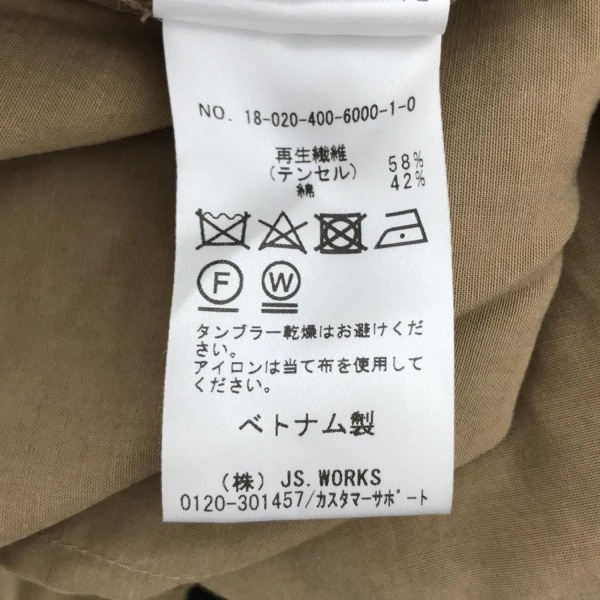 NO. 18-020-400-6000-1-0
再生繊維 58%
(テンセル)
綿 42%
F W
タンブラー乾燥はお避けくだ
さい。
アイロンは当て布を使用して
ください。
ベトナム製
(株) JS. WORKS
0120-301457/カスタマーサポート